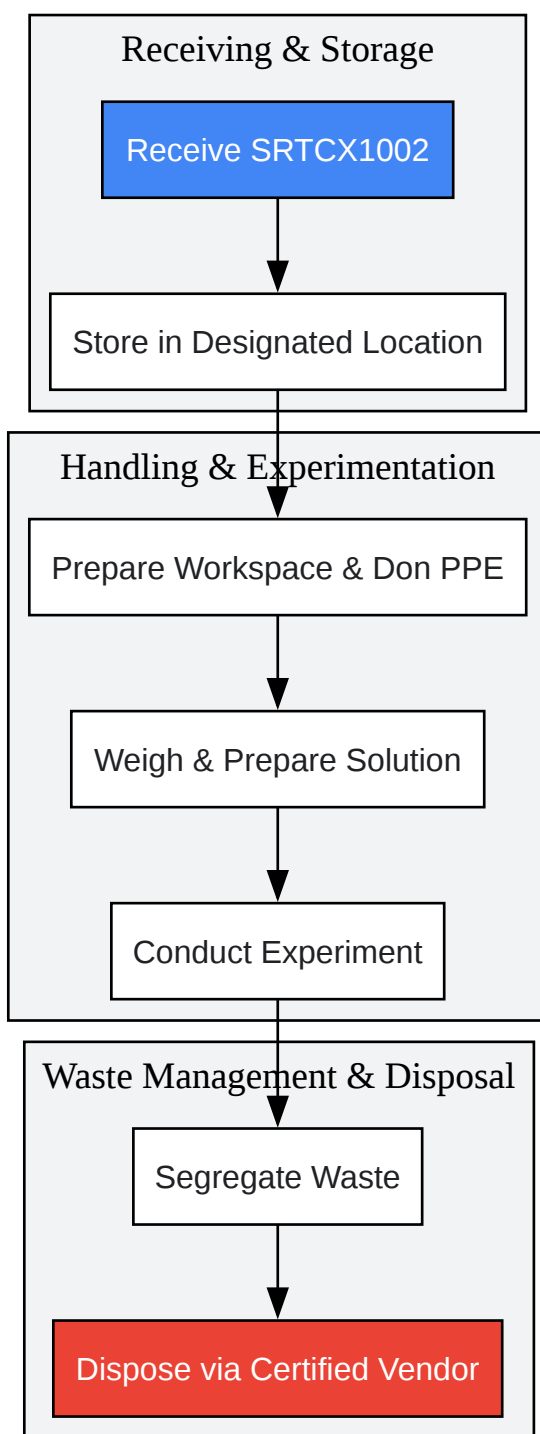 Receiving & Storage
Receive SRTCX1002
Store in Designated Location
Handling & Experimentation
Prepare Workspace & Don PPE
Weigh & Prepare Solution
Conduct Experiment
Waste Management & Disposal
Segregate Waste
Dispose via Certified Vendor